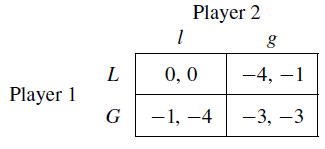 Player 2
l g
Player 1
L 0, 0 −4, −1
G −1, −4 −3, −3